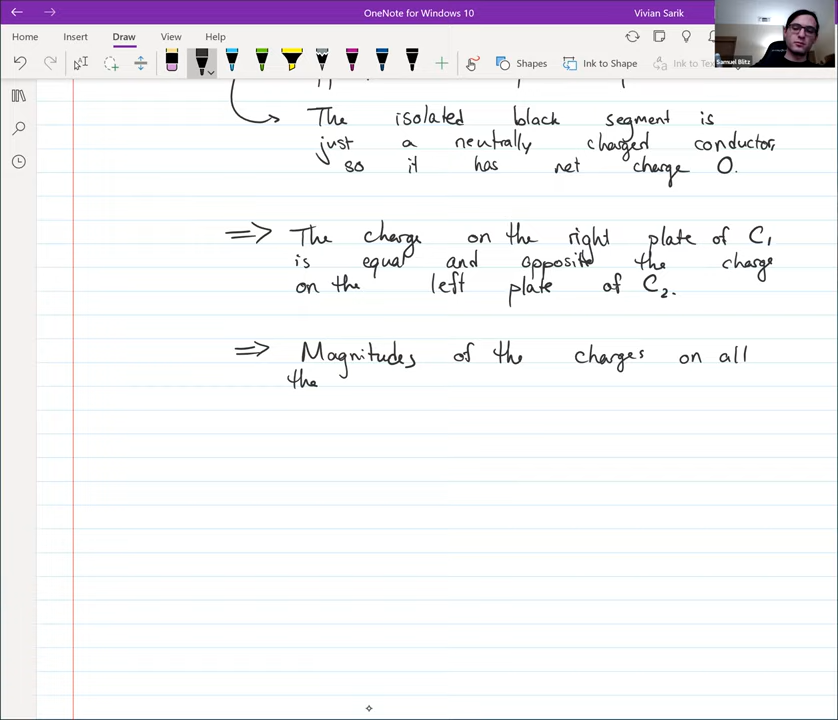 OneNote for Windows 10
Vivian Sarik
Samuel Blitz
Home Insert Draw View Help
Shapes Ink to Shape Ink to Te
The isolated black segment is
just a neutrally charged conductor,
so it has net charge 0.
=> The charge on the right plate of C1
is equal and opposite the charge
on the left plate of C2.
=> Magnitudes of the charges on all
the